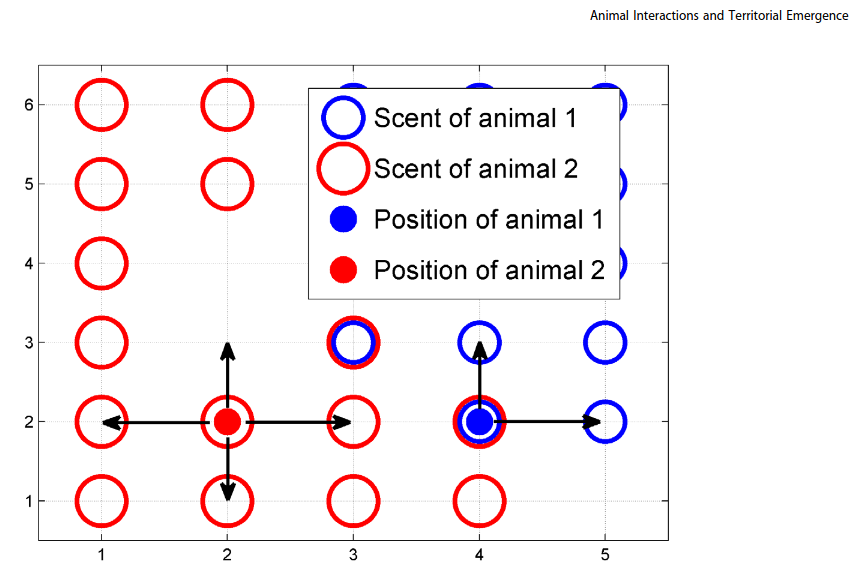 Animal Interactions and Territorial Emergence
6
5
4
3
2
1
Scent of animal 1
Scent of animal 2
Position of animal 1
Position of animal 2
1 2 3 4 5